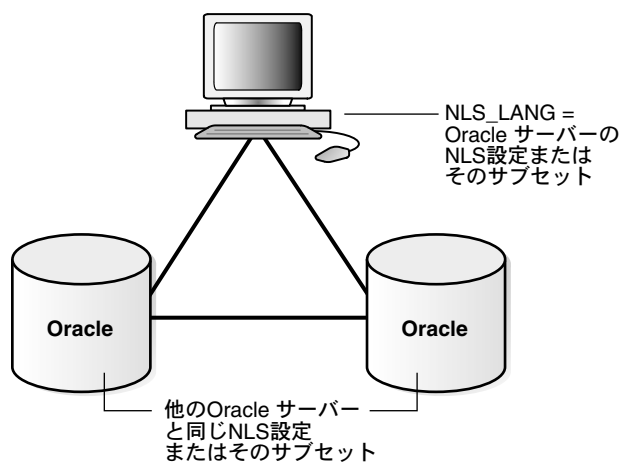 NLS_LANG =
Oracle サーバーの
NLS設定または
そのサブセット
Oracle
Oracle
他のOracle サーバー
と同じNLS設定
またはそのサブセット